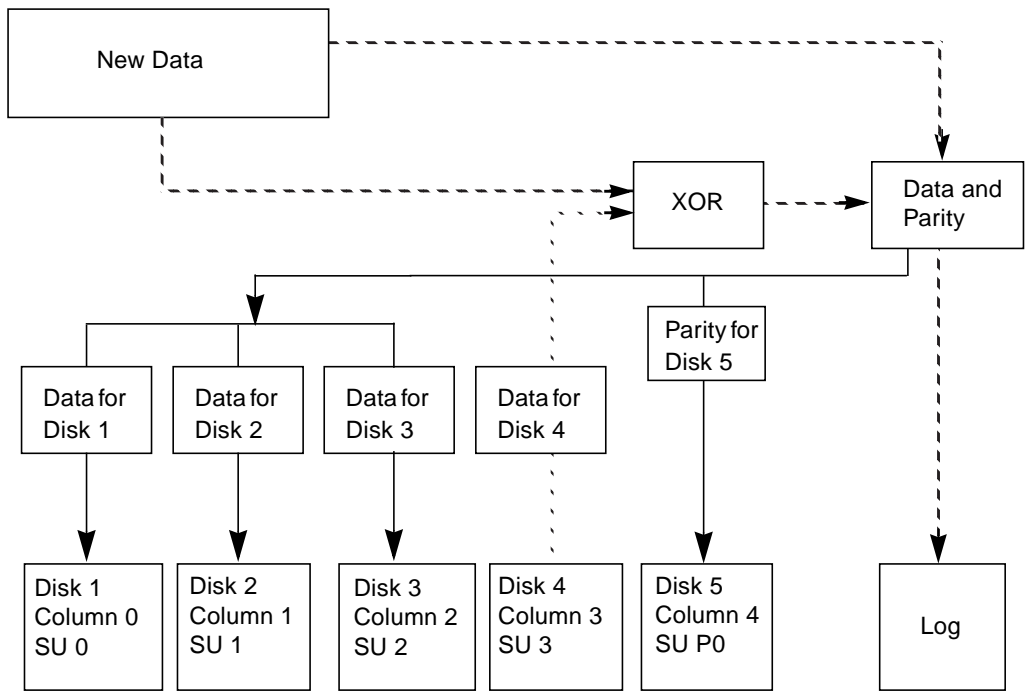 New Data
XOR
Data and
Parity
Parity for
Disk 5
Data for
Disk 1
Data for
Disk 2
Data for
Disk 3
Data for
Disk 4
Disk 1
Column 0
SU 0
Disk 2
Column 1
SU 1
Disk 3
Column 2
SU 2
Disk 4
Column 3
SU 3
Disk 5
Column 4
SU P0
Log